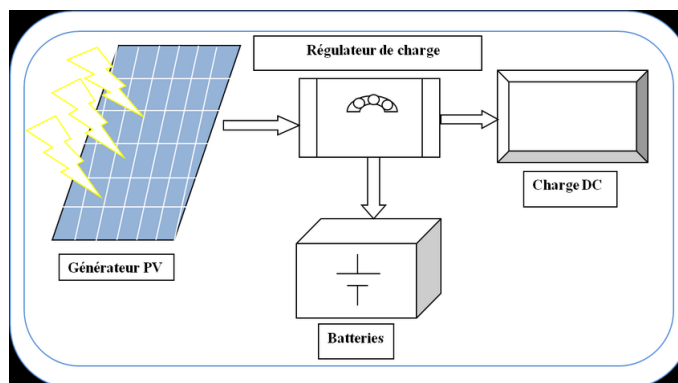 Régulateur de charge
Charge DC
Générateur PV
Batteries